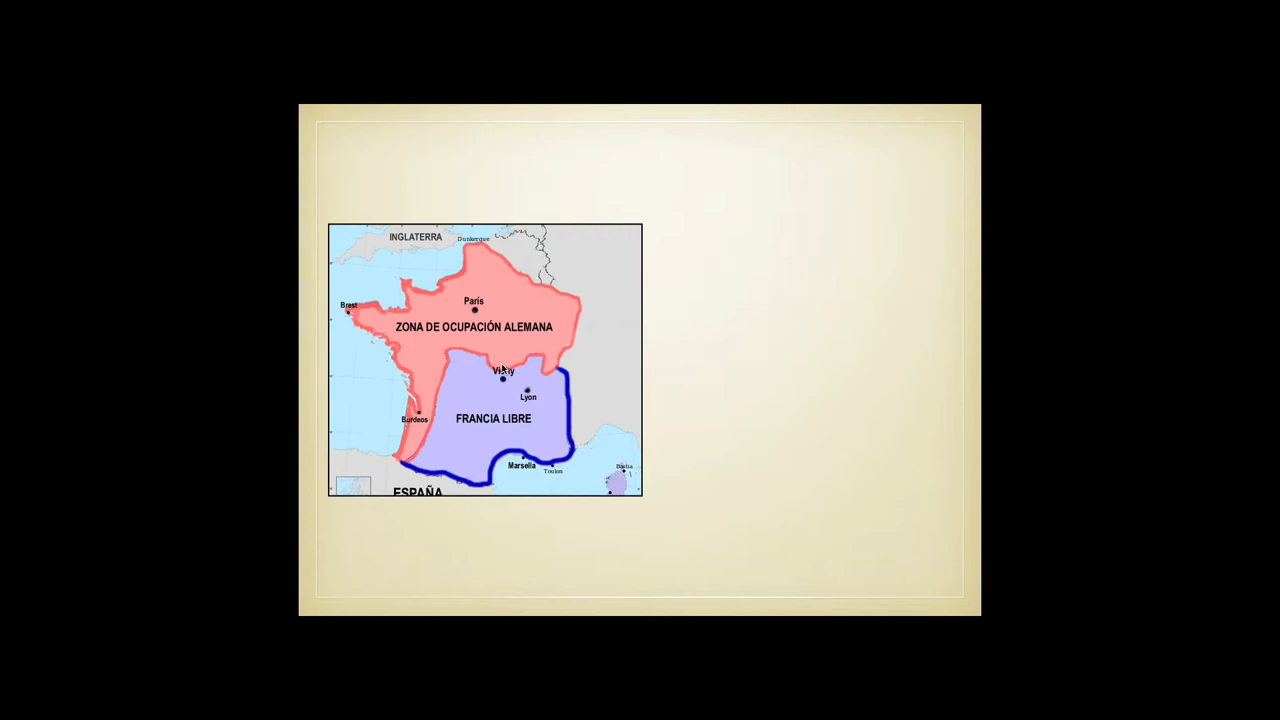 INGLATERRA
Dunkerque
París
Brest
ZONA DE OCUPACIÓN ALEMANA
Vichy
Lyon
Burdeos
FRANCIA LIBRE
Marsella
Toulon
Bastia
ESPAÑA